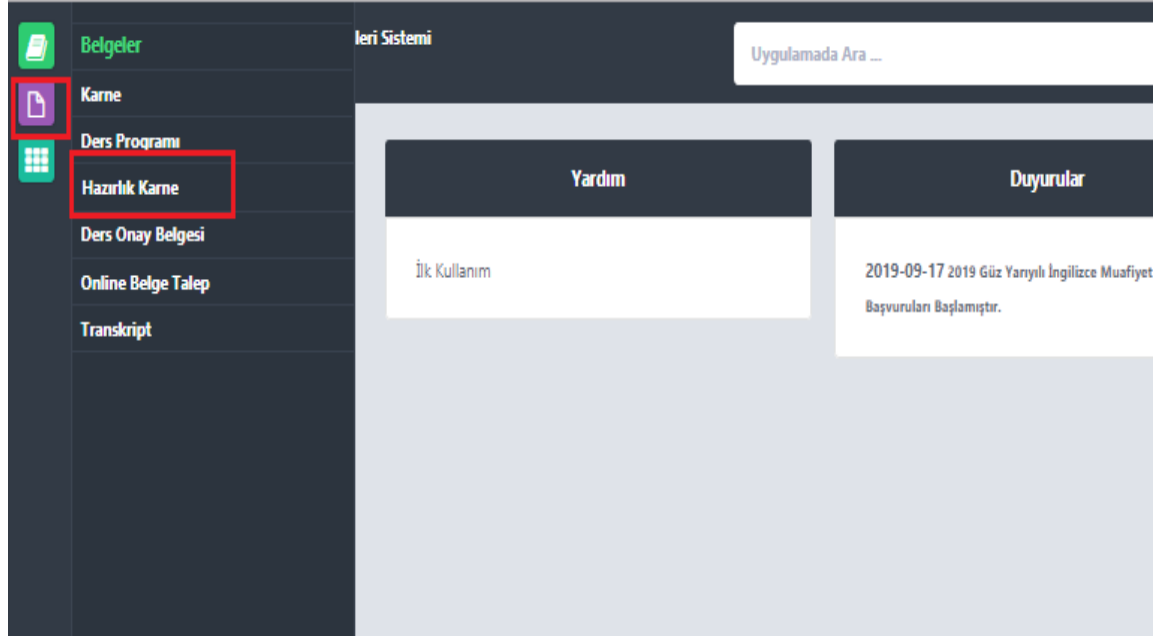 Belgeler
Karne
Ders Programı
Hazırlık Karne
Ders Onay Belgesi
Online Belge Talep
Transkript
leri Sistemi
Uygulamada Ara ...
Yardım
İlk Kullanım
Duyurular
2019-09-17 2019 Güz Yarıyılı İngilizce Muafiyet
Başvuruları Başlamıştır.